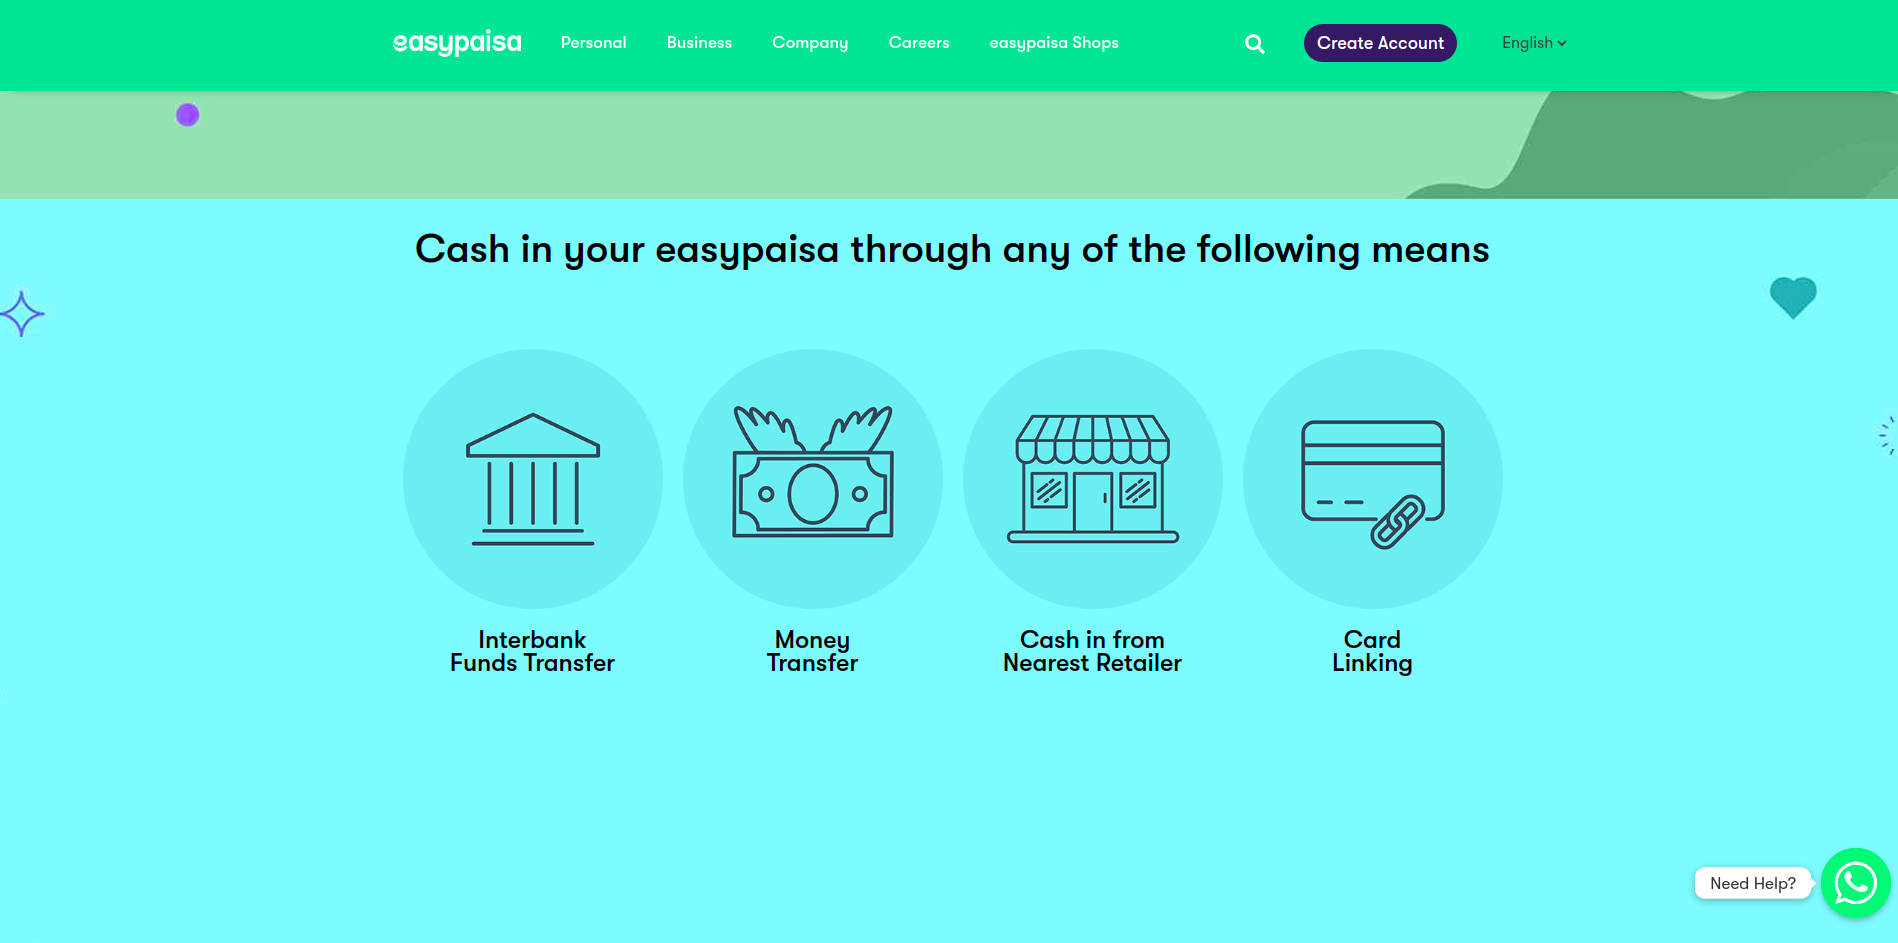 easypaisa
Personal
Business
Company
Careers
easypaisa Shops
Create Account
English
Cash in your easypaisa through any of the following means
Interbank
Funds Transfer
Money
Transfer
Cash in from
Nearest Retailer
Card
Linking
Need Help?